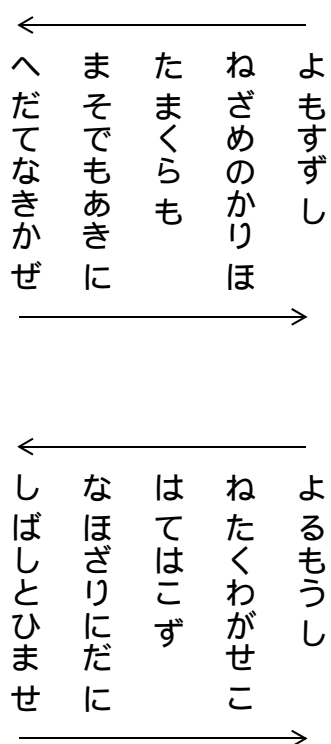 よもすずし
ねざめのかりほ
たまくらも
まそでもあきに
へだてなきかぜ
よるもうし
ねたくわがせこ
はてはこず
なほざりにだに
しばしとひませ